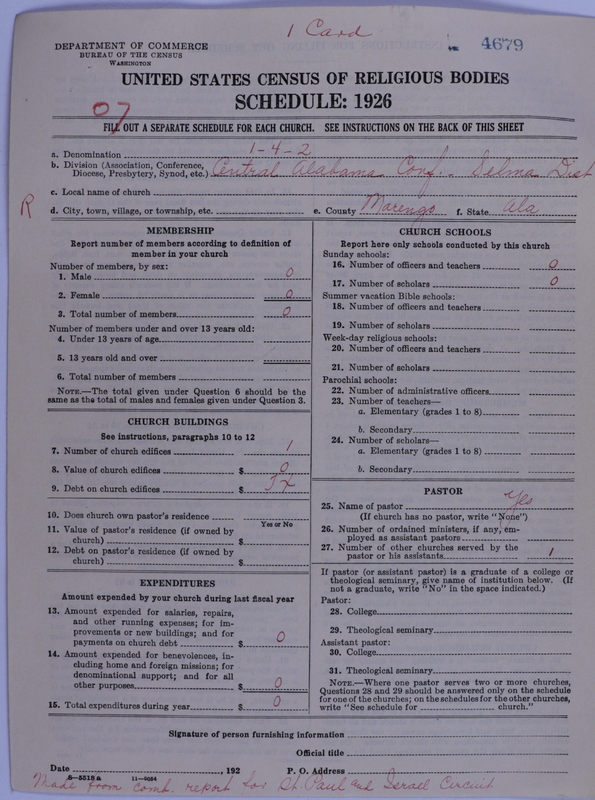 1 Card
4679
DEPARTMENT OF COMMERCE
BUREAU OF THE CENSUS
WASHINGTON
UNITED STATES CENSUS OF RELIGIOUS BODIES
SCHEDULE: 1926
07
FILL OUT A SEPARATE SCHEDULE FOR EACH CHURCH. SEE INSTRUCTIONS ON THE BACK OF THIS SHEET
a. Denomination 1-4-2
b. Division (Association, Conference, Diocese, Presbytery, Synod, etc.) Central Alabama Conf. - Selma Dist
c. Local name of church
R
d. City, town, village, or township, etc. e. County Marengo f. State Ala
MEMBERSHIP
Report number of members according to definition of member in your church
Number of members, by sex:
1. Male 0
2. Female 0
3. Total number of members 0
Number of members under and over 13 years old:
4. Under 13 years of age
5. 13 years old and over
6. Total number of members
NOTE.—The total given under Question 6 should be the same as the total of males and females given under Question 3.
CHURCH BUILDINGS
See instructions, paragraphs 10 to 12
7. Number of church edifices 1
8. Value of church edifices $ 0
9. Debt on church edifices $
10. Does church own pastor's residence
Yes or No
11. Value of pastor's residence (if owned by church) $
12. Debt on pastor's residence (if owned by church) $
EXPENDITURES
Amount expended by your church during last fiscal year
13. Amount expended for salaries, repairs, and other running expenses; for improvements or new buildings; and for payments on church debt $ 0
14. Amount expended for benevolences, including home and foreign missions; for denominational support; and for all other purposes $ 0
15. Total expenditures during year $ 0
CHURCH SCHOOLS
Report here only schools conducted by this church
Sunday schools:
16. Number of officers and teachers 0
17. Number of scholars 0
Summer vacation Bible schools:
18. Number of officers and teachers
19. Number of scholars
Week-day religious schools:
20. Number of officers and teachers
21. Number of scholars
Parochial schools:
22. Number of administrative officers
23. Number of teachers—
a. Elementary (grades 1 to 8)
b. Secondary
24. Number of scholars—
a. Elementary (grades 1 to 8)
b. Secondary
PASTOR
25. Name of pastor Yes
(If church has no pastor, write "None")
26. Number of ordained ministers, if any, employed as assistant pastors
27. Number of other churches served by the pastor or his assistants 1
If pastor (or assistant pastor) is a graduate of a college or theological seminary, give name of institution below. (If not a graduate, write "No" in the space indicated.)
Pastor:
28. College
29. Theological seminary
Assistant pastor:
30. College
31. Theological seminary
NOTE.—Where one pastor serves two or more churches, Questions 28 and 29 should be answered only on the schedule for one of the churches; on the schedules for the other churches, write "See schedule for church."
Signature of person furnishing information
Official title
Date , 192 P. O. Address
8-5518a 11-9054
Made from comb. report for St. Paul and Israel Circuit